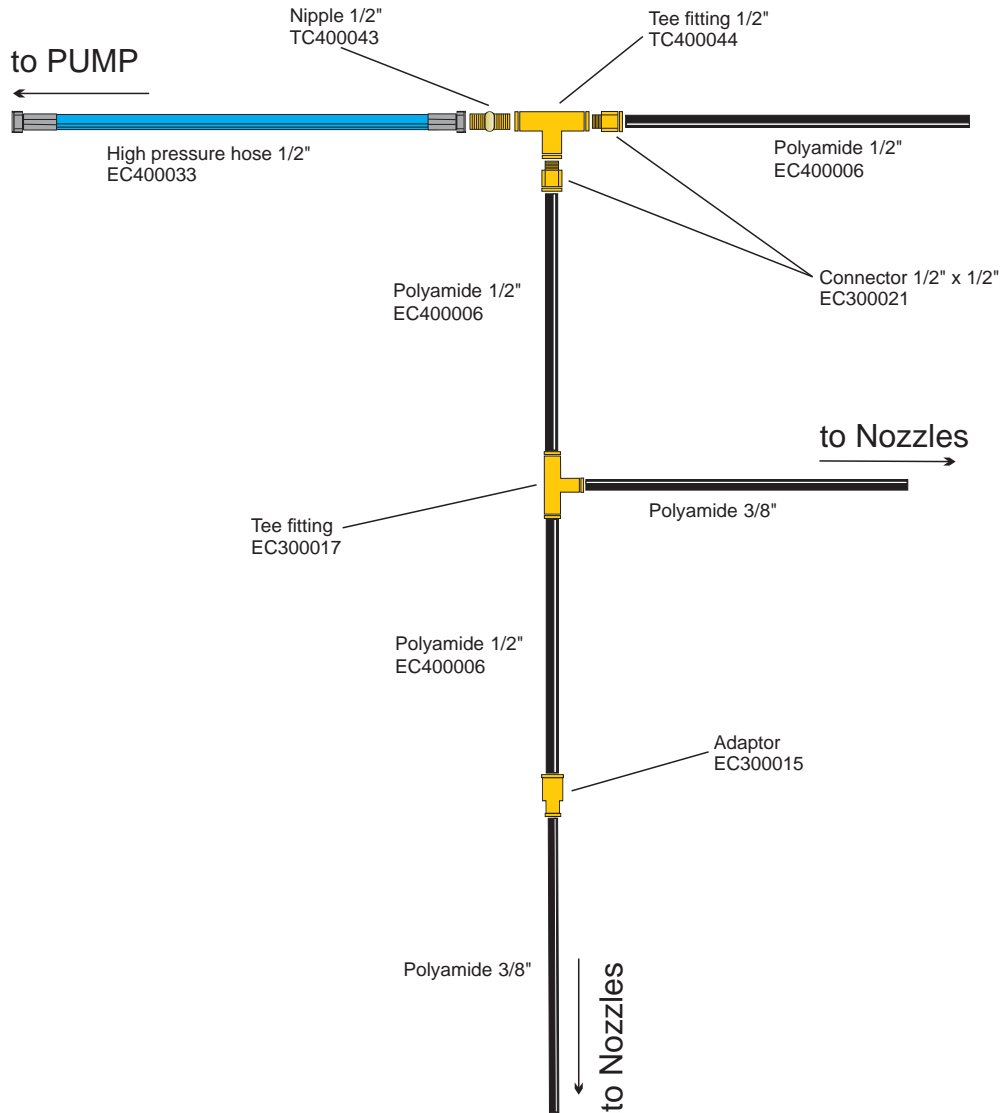 Nipple 1/2"
TC400043
Tee fitting 1/2"
TC400044
to PUMP
High pressure hose 1/2"
EC400033
Polyamide 1/2"
EC400006
Connector 1/2" x 1/2"
EC300021
Polyamide 1/2"
EC400006
to Nozzles
Polyamide 3/8"
Tee fitting
EC300017
Polyamide 1/2"
EC400006
Adaptor
EC300015
Polyamide 3/8"
to Nozzles